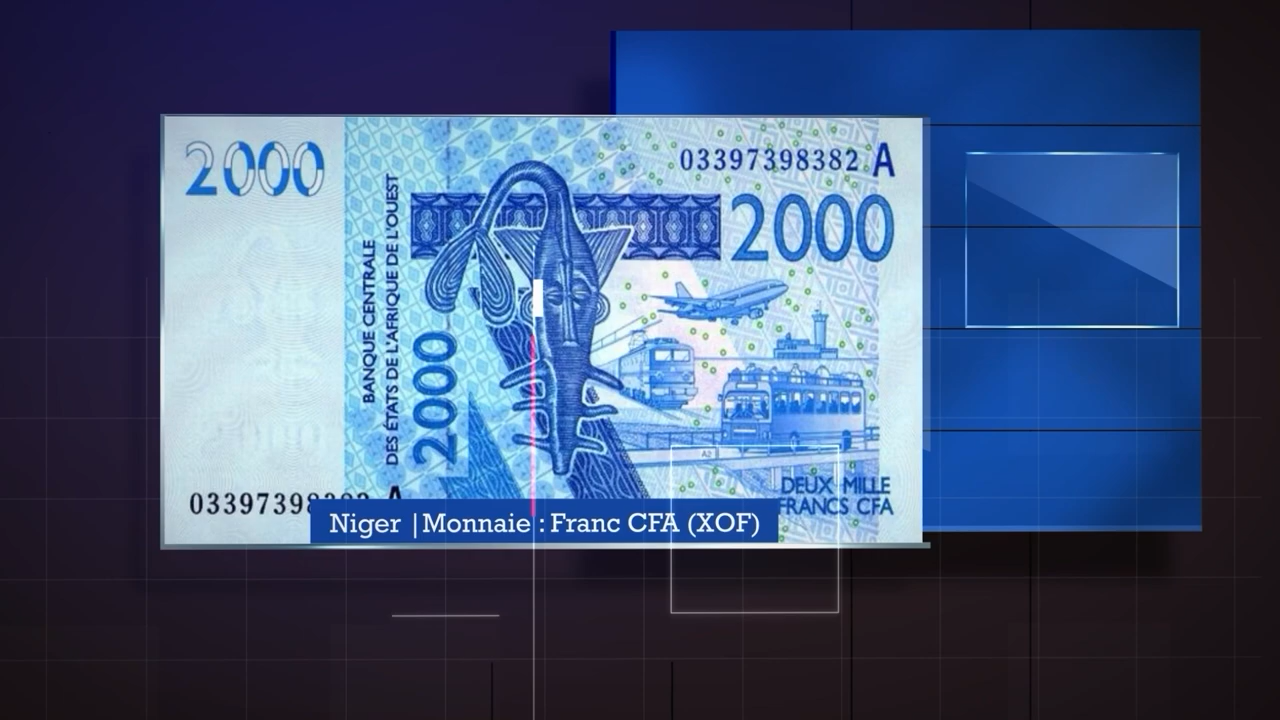 2000
03397398382 A
2000
BANQUE CENTRALE
DES ÉTATS DE L'AFRIQUE DE L'OUEST
2000
DEUX MILLE
FRANCS CFA
Niger | Monnaie : Franc CFA (XOF)